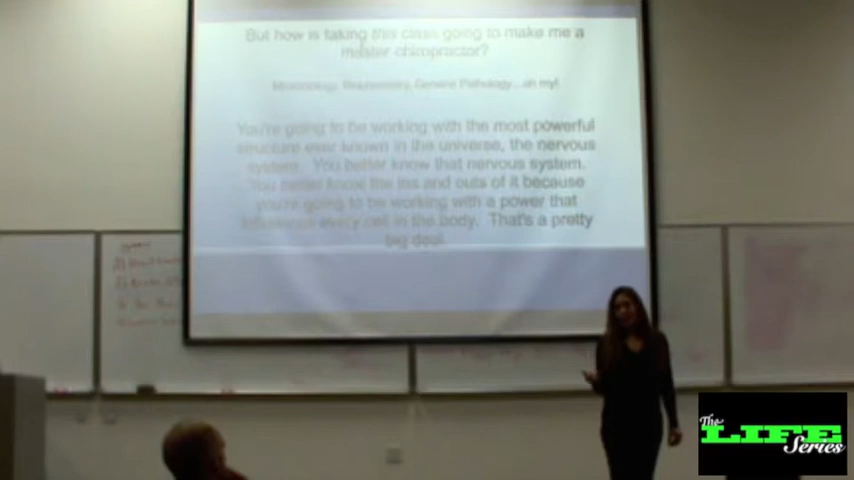 But how is taking this class going to make me a
master chiropractor?
Microbiology, Biochemistry, General Pathology...oh my!
You're going to be working with the most powerful
structure ever known in the universe, the nervous
system. You better know that nervous system.
You better know the ins and outs of it because
you're going to be working with a power that
influences every cell in the body. That's a pretty
big deal.
The
LIFE
Series